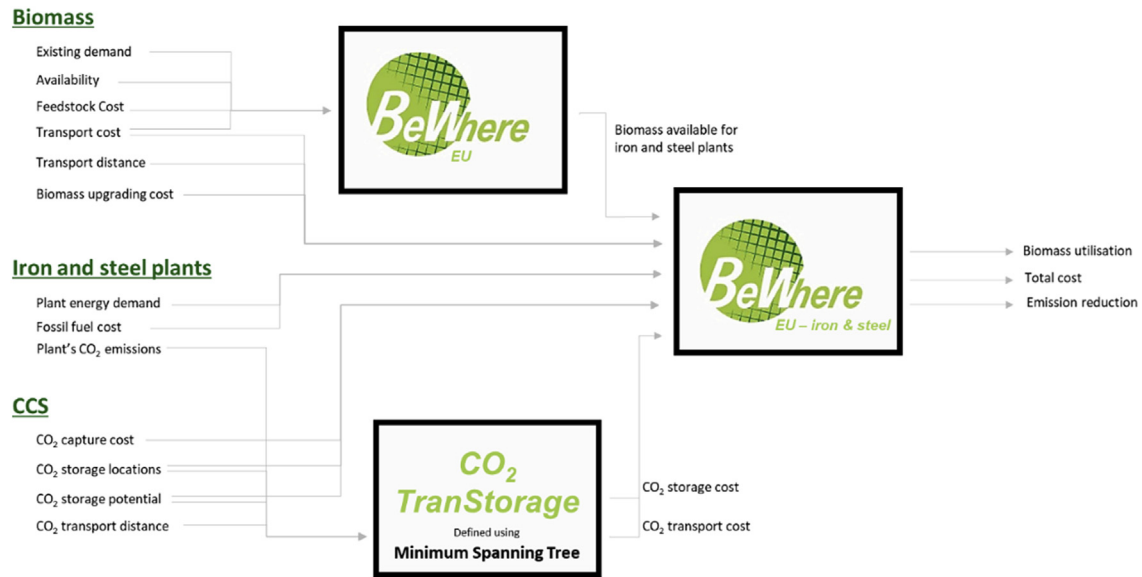 Biomass
Existing demand
Availability
Feedstock Cost
Transport cost
Transport distance
Biomass upgrading cost
BeWhere
EU
Biomass available for
iron and steel plants
Iron and steel plants
Plant energy demand
Fossil fuel cost
Plant's CO₂ emissions
BeWhere
EU – iron & steel
Biomass utilisation
Total cost
Emission reduction
CCS
CO₂ capture cost
CO₂ storage locations
CO₂ storage potential
CO₂ transport distance
CO₂
TranStorage
Defined using
Minimum Spanning Tree
CO₂ storage cost
CO₂ transport cost